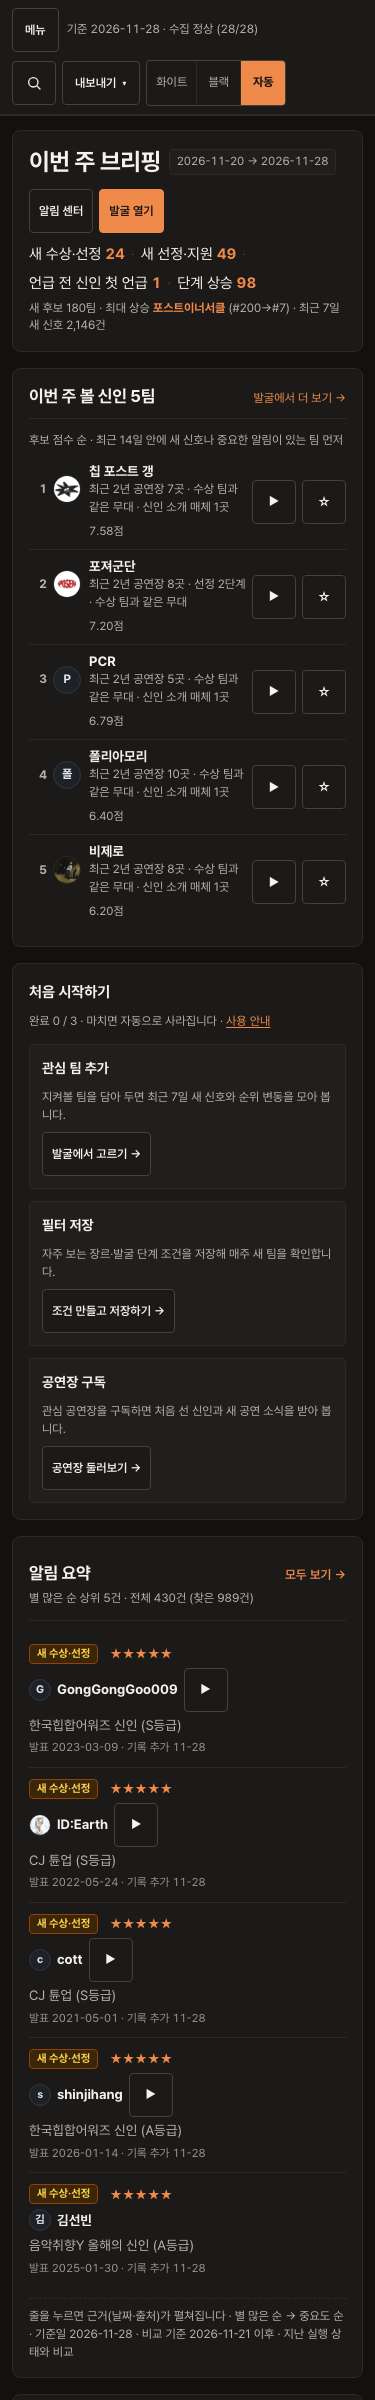 메뉴
기준 2026-11-28 · 수집 정상 (28/28)
내보내기 ▾
화이트
블랙
자동
이번 주 브리핑
2026-11-20 → 2026-11-28
알림 센터
발굴 열기
새 수상·선정 24 · 새 선정·지원 49 ·
언급 전 신인 첫 언급 1 · 단계 상승 98
새 후보 180팀 · 최대 상승 포스트이너서클 (#200→#7) · 최근 7일
새 신호 2,146건
이번 주 볼 신인 5팀
발굴에서 더 보기 →
후보 점수 순 · 최근 14일 안에 새 신호나 중요한 알림이 있는 팀 먼저
1
칩 포스트 갱
최근 2년 공연장 7곳 · 수상 팀과
같은 무대 · 신인 소개 매체 1곳
7.58점
▶
☆
2
포져군단
최근 2년 공연장 8곳 · 선정 2단계
· 수상 팀과 같은 무대
7.20점
▶
☆
3
P
PCR
최근 2년 공연장 5곳 · 수상 팀과
같은 무대 · 신인 소개 매체 1곳
6.79점
▶
☆
4
폴
폴리아모리
최근 2년 공연장 10곳 · 수상 팀과
같은 무대 · 신인 소개 매체 1곳
6.40점
▶
☆
5
비제로
최근 2년 공연장 8곳 · 수상 팀과
같은 무대 · 신인 소개 매체 1곳
6.20점
▶
☆
처음 시작하기
완료 0 / 3 · 마치면 자동으로 사라집니다 · 사용 안내
관심 팀 추가
지켜볼 팀을 담아 두면 최근 7일 새 신호와 순위 변동을 모아 봅
니다.
발굴에서 고르기 →
필터 저장
자주 보는 장르·발굴 단계 조건을 저장해 매주 새 팀을 확인합니
다.
조건 만들고 저장하기 →
공연장 구독
관심 공연장을 구독하면 처음 선 신인과 새 공연 소식을 받아 봅
니다.
공연장 둘러보기 →
알림 요약
모두 보기 →
별 많은 순 상위 5건 · 전체 430건 (찾은 989건)
새 수상·선정 ★★★★★
G GongGongGoo009 ▶
한국힙합어워즈 신인 (S등급)
발표 2023-03-09 · 기록 추가 11-28
새 수상·선정 ★★★★★
ID:Earth ▶
CJ 튠업 (S등급)
발표 2022-05-24 · 기록 추가 11-28
새 수상·선정 ★★★★★
c cott ▶
CJ 튠업 (S등급)
발표 2021-05-01 · 기록 추가 11-28
새 수상·선정 ★★★★★
s shinjihang ▶
한국힙합어워즈 신인 (A등급)
발표 2026-01-14 · 기록 추가 11-28
새 수상·선정 ★★★★★
김 김선빈
음악취향Y 올해의 신인 (A등급)
발표 2025-01-30 · 기록 추가 11-28
줄을 누르면 근거(날짜·출처)가 펼쳐집니다 · 별 많은 순 → 중요도 순
· 기준일 2026-11-28 · 비교 기준 2026-11-21 이후 · 지난 실행 상
태와 비교